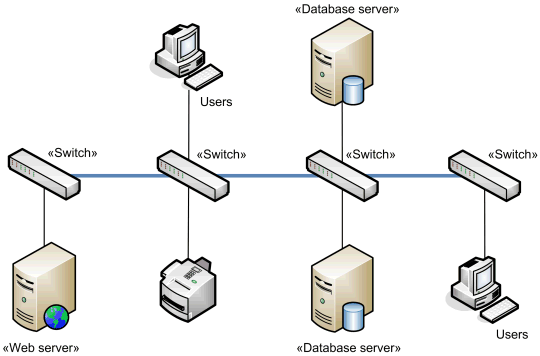 «Database server»
Users
«Switch»
«Switch»
«Switch»
«Switch»
Users
«Web server»
«Database server»